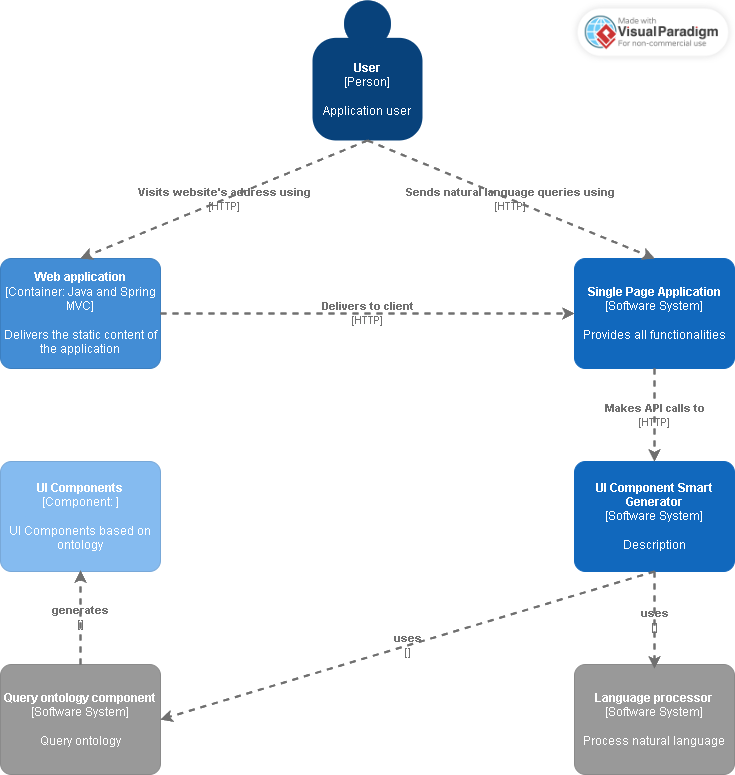 Made with
VisualParadigm
For non-commercial use
User
[Person]
Application user
Visits website's address using
[HTTP]
Sends natural language queries using
[HTTP]
Web application
[Container: Java and Spring
MVC]
Delivers the static content of
the application
Delivers to client
[HTTP]
Single Page Application
[Software System]
Provides all functionalities
Makes API calls to
[HTTP]
UI Components
[Component: ]
UI Components based on
ontology
UI Component Smart
Generator
[Software System]
Description
generates
[]
uses
[]
uses
[]
Query ontology component
[Software System]
Query ontology
Language processor
[Software System]
Process natural language